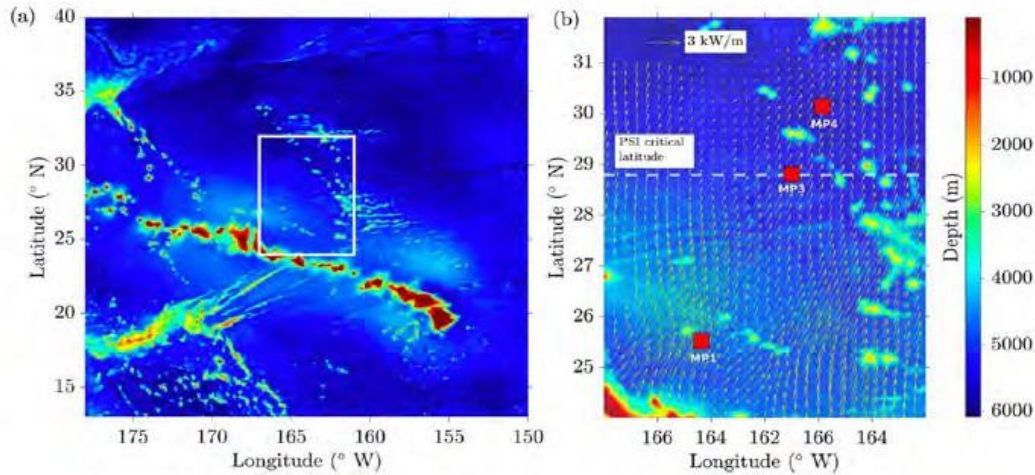 (a)
40
35
30
25
20
15
Latitude (° N)
175 170 165 160 155 150
Longitude (° W)
(b)
3 kW/m
31
30
29
28
27
26
25
Latitude (° N)
PSI critical
latitude
MP4
MP3
MP1
166 164 162 166 164
Longitude (° W)
1000
2000
3000
4000
5000
6000
Depth (m)